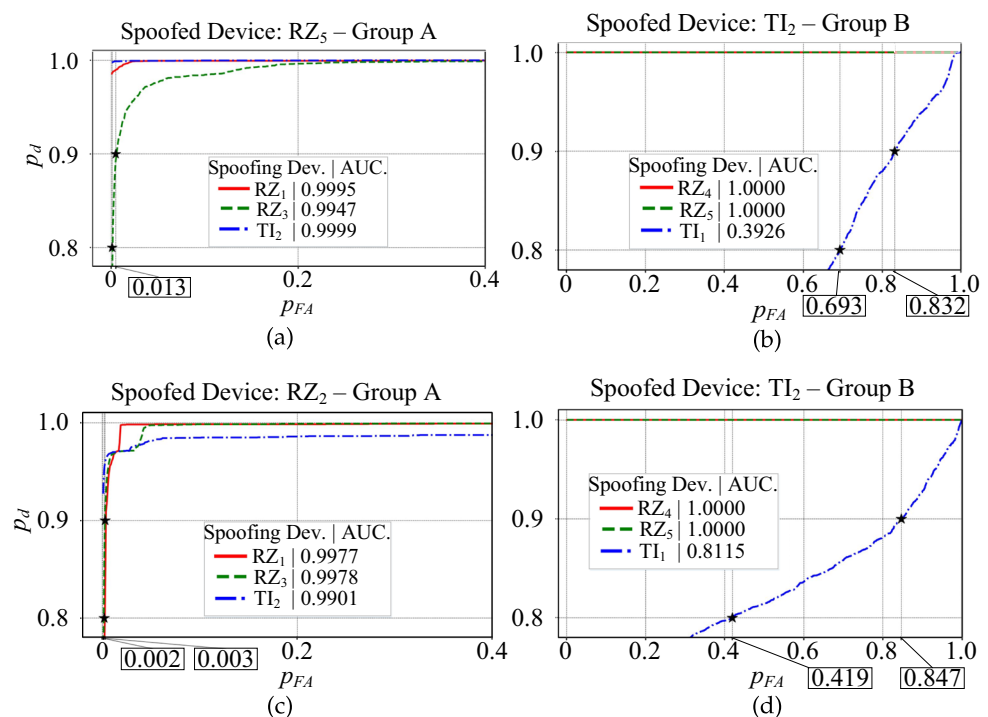 Spoofed Device: RZ₅ – Group A
1.0
0.9
0.8
p_d
Spoofing Dev. | AUC.
RZ₁ | 0.9995
RZ₃ | 0.9947
TI₂ | 0.9999
0
0.2
0.4
0.013
p_FA
(a)
Spoofed Device: TI₂ – Group B
1.0
0.9
0.8
Spoofing Dev. | AUC.
RZ₄ | 1.0000
RZ₅ | 1.0000
TI₁ | 0.3926
0
0.2
0.4
0.6
0.8
1.0
p_FA
0.693
0.832
(b)
Spoofed Device: RZ₂ – Group A
1.0
0.9
0.8
p_d
Spoofing Dev. | AUC.
RZ₁ | 0.9977
RZ₃ | 0.9978
TI₂ | 0.9901
0
0.2
0.4
0.002
0.003
p_FA
(c)
Spoofed Device: TI₂ – Group B
1.0
0.9
0.8
Spoofing Dev. | AUC.
RZ₄ | 1.0000
RZ₅ | 1.0000
TI₁ | 0.8115
0
0.2
0.4
0.6
0.8
1.0
p_FA
0.419
0.847
(d)